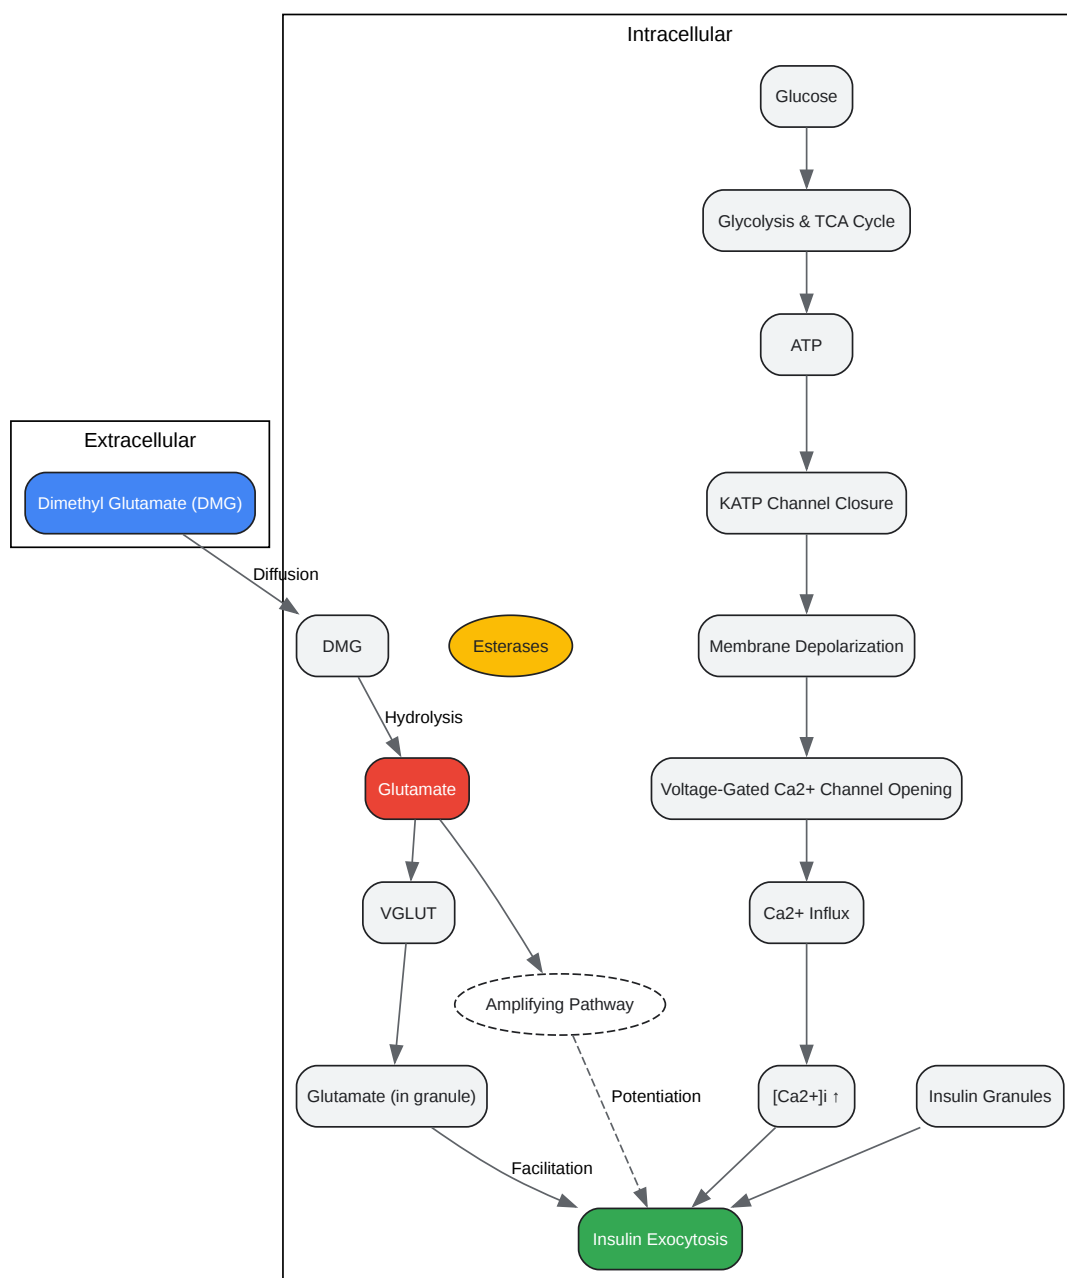 Intracellular
Glucose
Glycolysis & TCA Cycle
ATP
Extracellular
Dimethyl Glutamate (DMG)
KATP Channel Closure
Diffusion
DMG
Esterases
Membrane Depolarization
Hydrolysis
Glutamate
Voltage-Gated Ca2+ Channel Opening
VGLUT
Ca2+ Influx
Amplifying Pathway
Glutamate (in granule)
Potentiation
[Ca2+]i ↑
Insulin Granules
Facilitation
Insulin Exocytosis